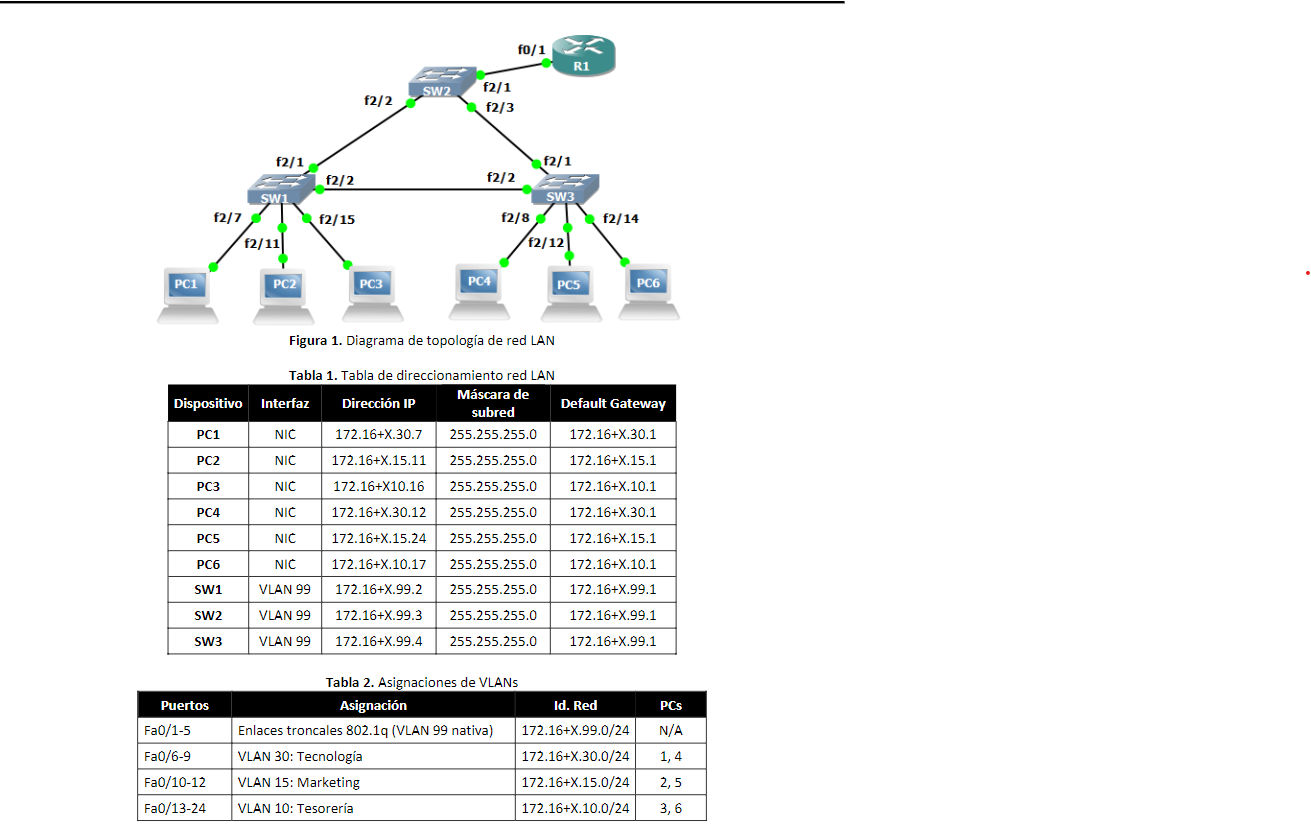 f0/1
R1
SW2
f2/1
f2/2
f2/3
f2/1
f2/1
f2/2
f2/2
SW1
SW3
f2/7
f2/15
f2/8
f2/14
f2/11
f2/12
PC1
PC2
PC3
PC4
PC5
PC6
Figura 1. Diagrama de topología de red LAN
Tabla 1. Tabla de direccionamiento red LAN
Dispositivo Interfaz Dirección IP Máscara de subred Default Gateway
PC1 NIC 172.16+X.30.7 255.255.255.0 172.16+X.30.1
PC2 NIC 172.16+X.15.11 255.255.255.0 172.16+X.15.1
PC3 NIC 172.16+X10.16 255.255.255.0 172.16+X.10.1
PC4 NIC 172.16+X.30.12 255.255.255.0 172.16+X.30.1
PC5 NIC 172.16+X.15.24 255.255.255.0 172.16+X.15.1
PC6 NIC 172.16+X.10.17 255.255.255.0 172.16+X.10.1
SW1 VLAN 99 172.16+X.99.2 255.255.255.0 172.16+X.99.1
SW2 VLAN 99 172.16+X.99.3 255.255.255.0 172.16+X.99.1
SW3 VLAN 99 172.16+X.99.4 255.255.255.0 172.16+X.99.1
Tabla 2. Asignaciones de VLANs
Puertos Asignación Id. Red PCs
Fa0/1-5 Enlaces troncales 802.1q (VLAN 99 nativa) 172.16+X.99.0/24 N/A
Fa0/6-9 VLAN 30: Tecnología 172.16+X.30.0/24 1, 4
Fa0/10-12 VLAN 15: Marketing 172.16+X.15.0/24 2, 5
Fa0/13-24 VLAN 10: Tesorería 172.16+X.10.0/24 3, 6